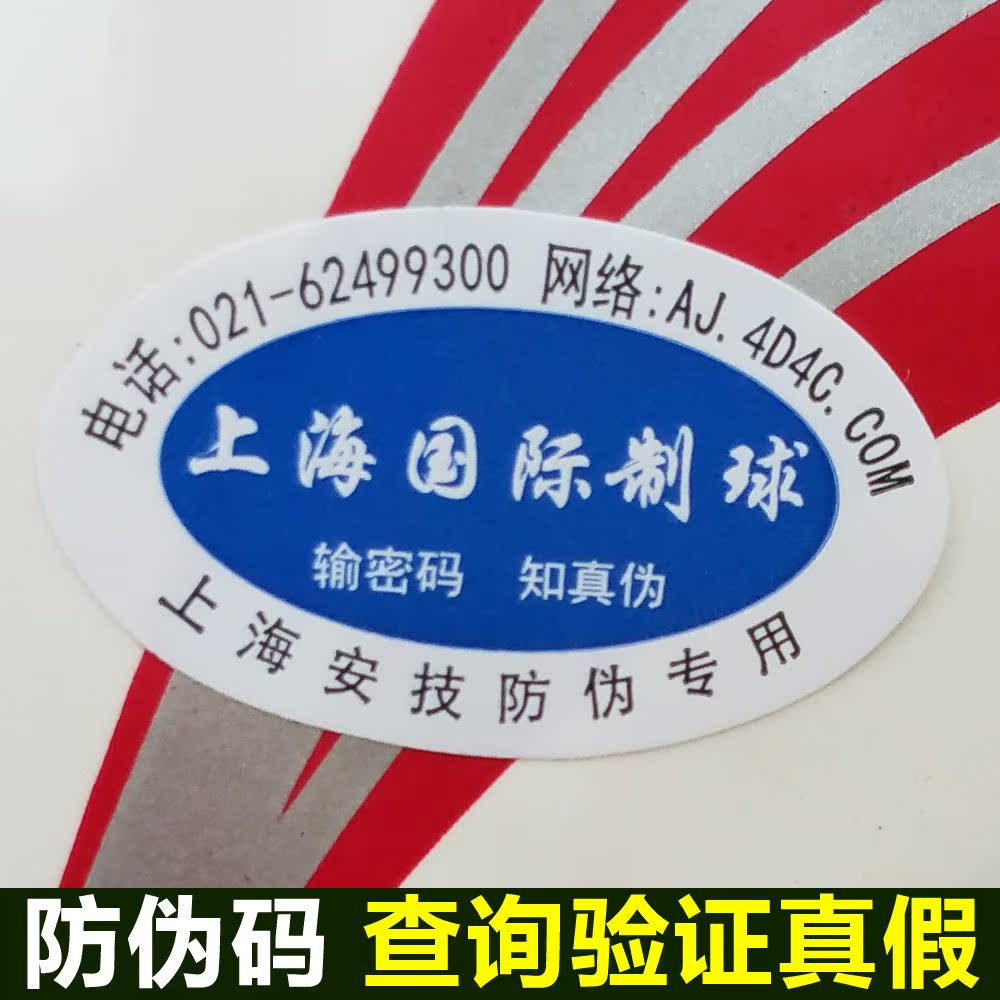 电话:021-62499300 网络:AJ.4D4C.COM
上海国际制球
输密码 知真伪
上海安技防伪专用
防伪码 查询验证真假